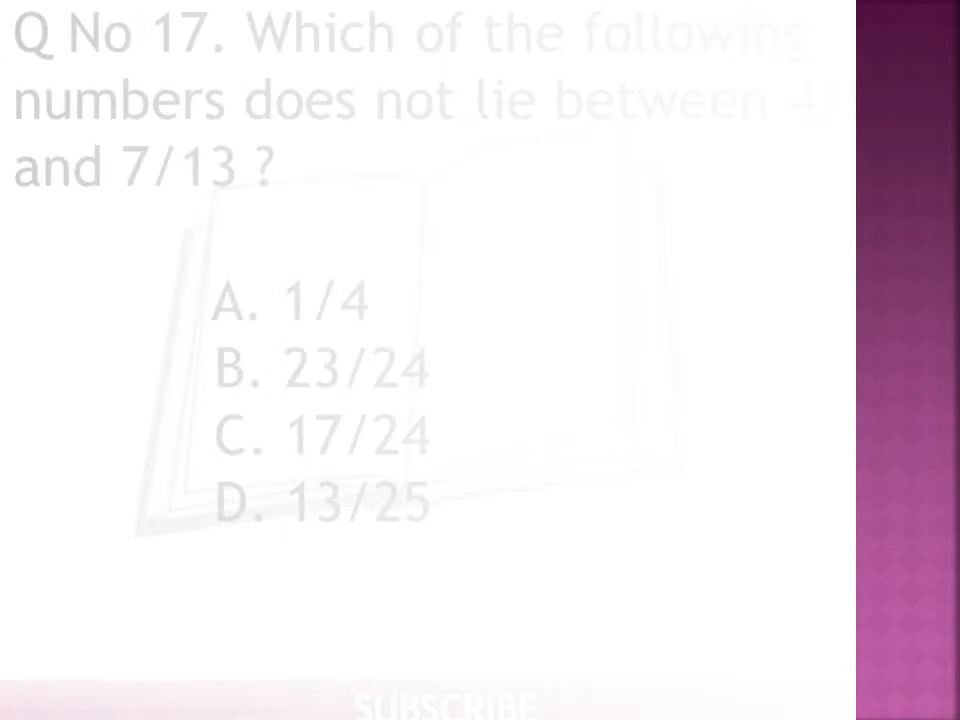 Q No 17. Which of the following
numbers does not lie between 4/
and 7/13 ?
A. 1/4
B. 23/24
C. 17/24
D. 13/25
SUBSCRIBE